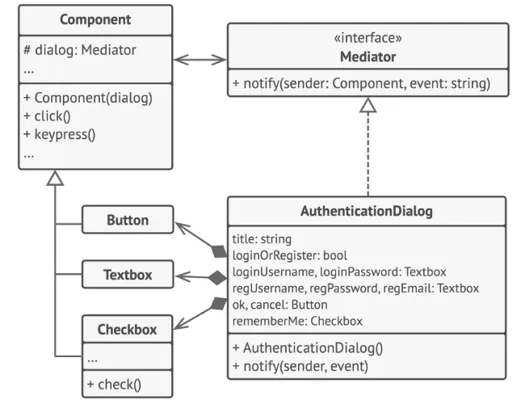 Component
# dialog: Mediator
...
+ Component(dialog)
+ click()
+ keypress()
...
«interface»
Mediator
+ notify(sender: Component, event: string)
Button
Textbox
Checkbox
...
+ check()
AuthenticationDialog
title: string
loginOrRegister: bool
loginUsername, loginPassword: Textbox
regUsername, regPassword, regEmail: Textbox
ok, cancel: Button
rememberMe: Checkbox
+ AuthenticationDialog()
+ notify(sender, event)